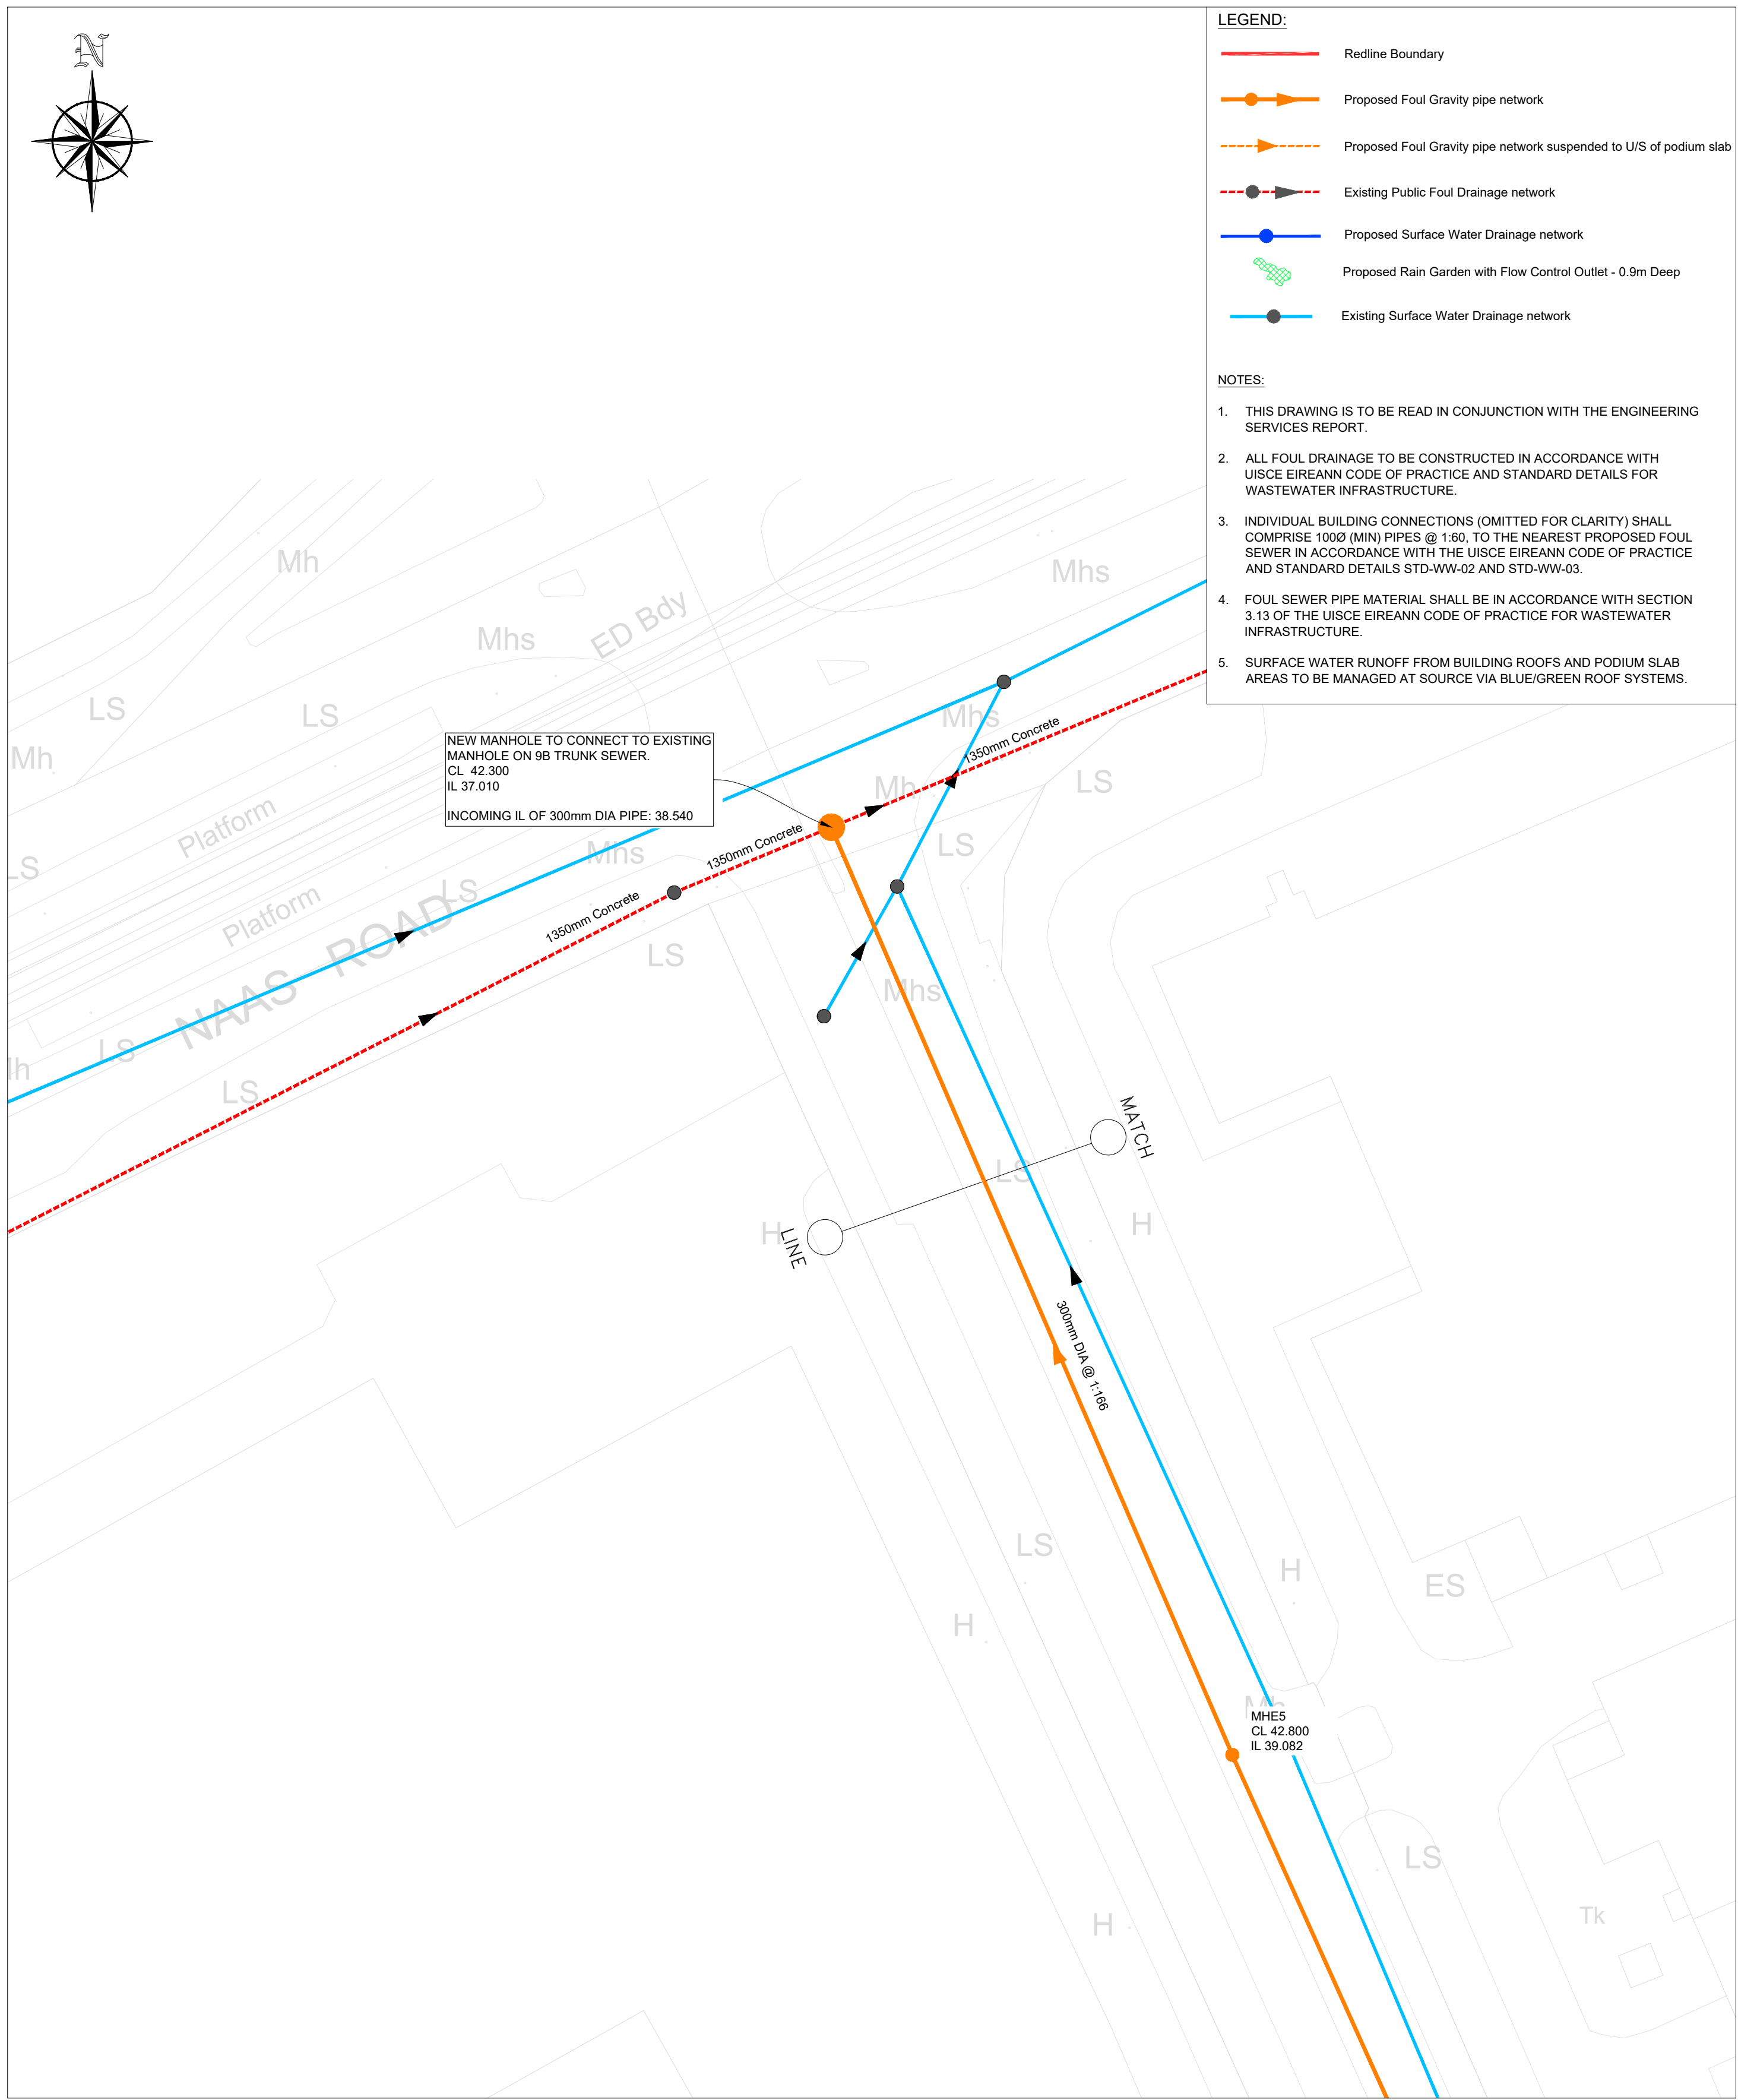 N
LEGEND:
Redline Boundary
Proposed Foul Gravity pipe network
Proposed Foul Gravity pipe network suspended to U/S of podium slab
Existing Public Foul Drainage network
Proposed Surface Water Drainage network
Proposed Rain Garden with Flow Control Outlet - 0.9m Deep
Existing Surface Water Drainage network
NOTES:
1. THIS DRAWING IS TO BE READ IN CONJUNCTION WITH THE ENGINEERING
SERVICES REPORT.
2. ALL FOUL DRAINAGE TO BE CONSTRUCTED IN ACCORDANCE WITH
UISCE EIREANN CODE OF PRACTICE AND STANDARD DETAILS FOR
WASTEWATER INFRASTRUCTURE.
3. INDIVIDUAL BUILDING CONNECTIONS (OMITTED FOR CLARITY) SHALL
COMPRISE 100Ø (MIN) PIPES @ 1:60, TO THE NEAREST PROPOSED FOUL
SEWER IN ACCORDANCE WITH THE UISCE EIREANN CODE OF PRACTICE
AND STANDARD DETAILS STD-WW-02 AND STD-WW-03.
4. FOUL SEWER PIPE MATERIAL SHALL BE IN ACCORDANCE WITH SECTION
3.13 OF THE UISCE EIREANN CODE OF PRACTICE FOR WASTEWATER
INFRASTRUCTURE.
5. SURFACE WATER RUNOFF FROM BUILDING ROOFS AND PODIUM SLAB
AREAS TO BE MANAGED AT SOURCE VIA BLUE/GREEN ROOF SYSTEMS.
Mh
Mhs
Mhs
ED Bdy
LS
LS
Mhs
Mh
NEW MANHOLE TO CONNECT TO EXISTING
MANHOLE ON 9B TRUNK SEWER.
CL 42.300
IL 37.010
INCOMING IL OF 300mm DIA PIPE: 38.540
1350mm Concrete
Mh
LS
Platform
1350mm Concrete
Mhs
LS
LS
LS
Platform
1350mm Concrete
NAAS ROAD
LS
Mhs
LS
LS
MATCH
LS
H
H
LINE
300mm DIA @ 1:166
LS
H
ES
H
Mh
MHE5
CL 42.800
IL 39.082
LS
Tk
H